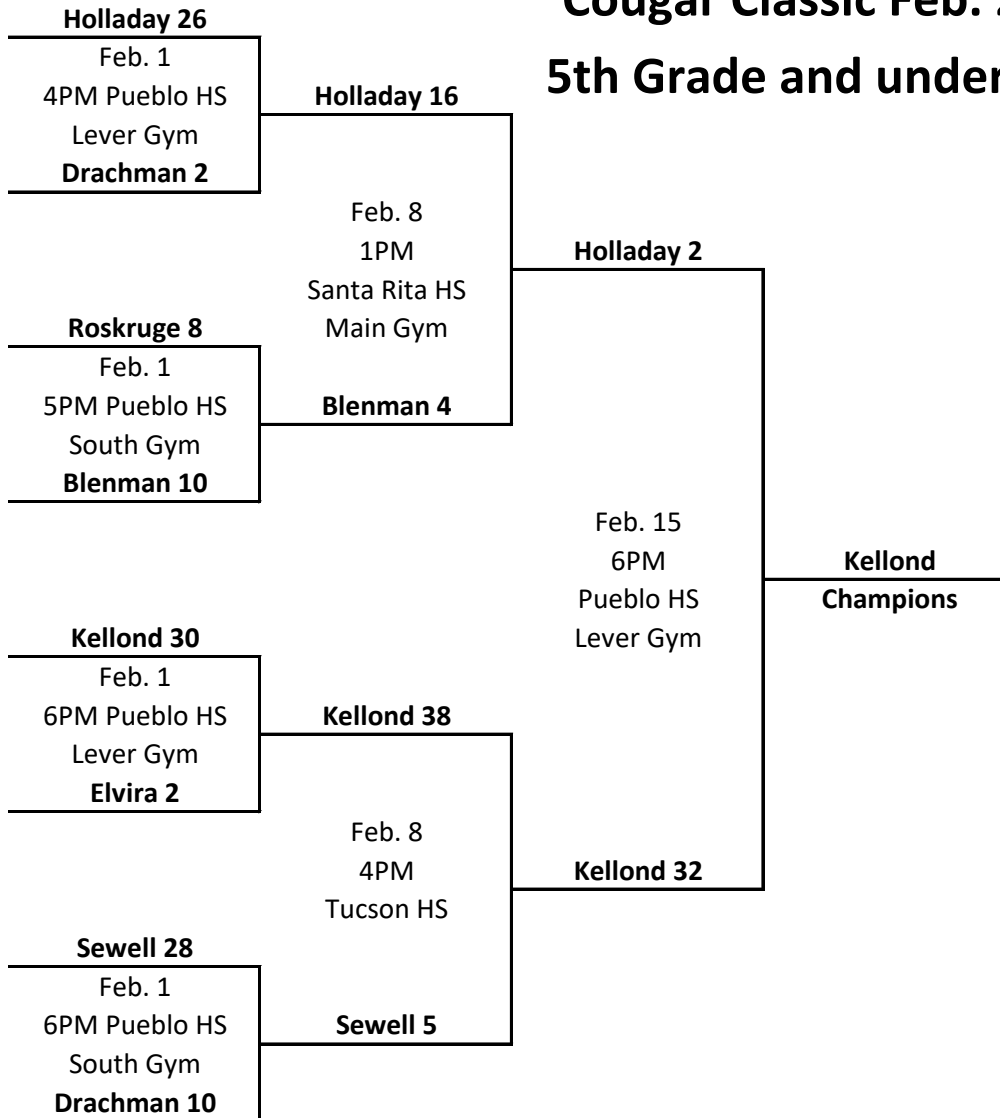 Cougar Classic Feb.
5th Grade and under
Holladay 26
Feb. 1
4PM Pueblo HS
Lever Gym
Drachman 2
Holladay 16
Feb. 8
1PM
Santa Rita HS
Main Gym
Roskruge 8
Feb. 1
5PM Pueblo HS
South Gym
Blenman 10
Blenman 4
Holladay 2
Feb. 15
6PM
Pueblo HS
Lever Gym
Kellond
Champions
Kellond 30
Feb. 1
6PM Pueblo HS
Lever Gym
Elvira 2
Kellond 38
Feb. 8
4PM
Tucson HS
Kellond 32
Sewell 28
Feb. 1
6PM Pueblo HS
South Gym
Drachman 10
Sewell 5